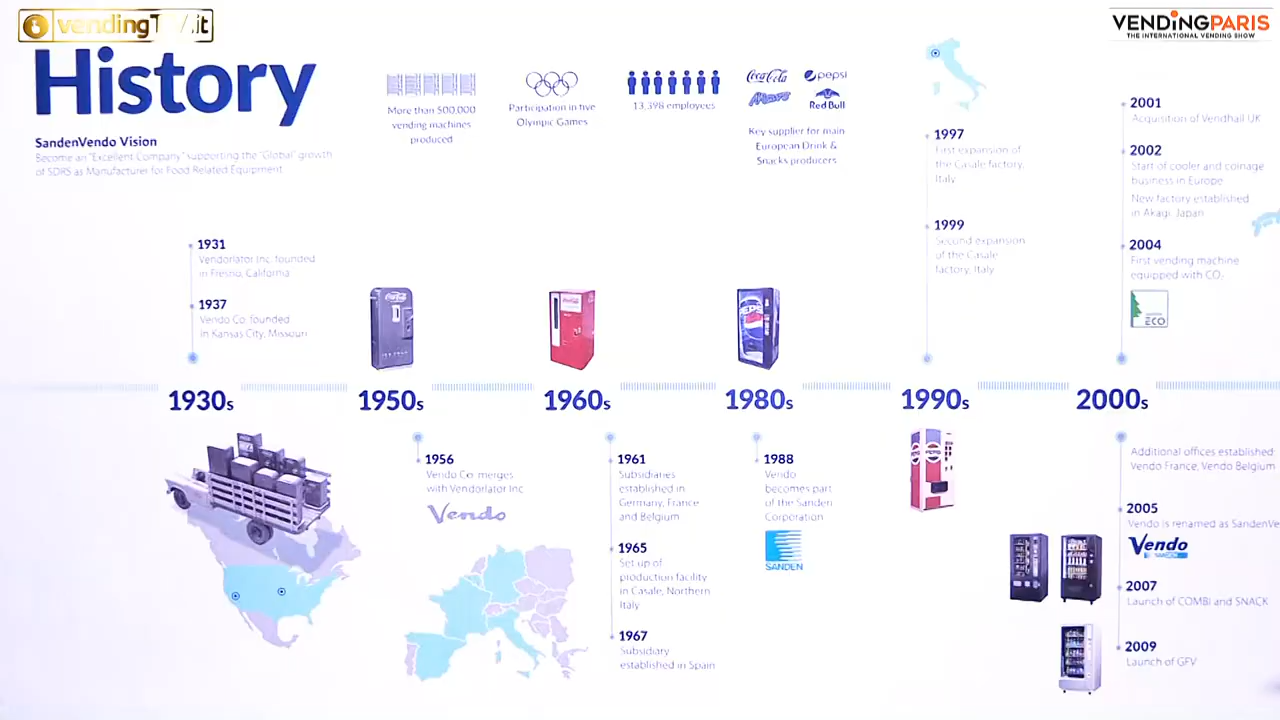 vendingTV.it
VENDiNGPARIS
THE INTERNATIONAL VENDING SHOW
History
SandenVendo Vision
Become an "Excellent Company" supporting the "Global" growth
of SDRS as Manufacturer for Food Related Equipment
More than 500,000
vending machines
produced
Participation in five
Olympic Games
13,398 employees
Coca-Cola
pepsi
Mars
Red Bull
Key supplier for main
European Drink &
Snacks producers
1931
Vendorlator Inc. founded
in Fresno, California
1937
Vendo Co. founded
in Kansas City, Missouri
1997
First expansion of
the Casale factory,
Italy
1999
Second expansion
of the Casale
factory, Italy
2001
Acquisition of Vendhall UK
2002
Start of cooler and coinage
business in Europe
New factory established
in Akagi, Japan
2004
First vending machine
equipped with CO₂
ECO
1930s
1950s
1960s
1980s
1990s
2000s
1956
Vendo Co. merges
with Vendorlator Inc
Vendo
1961
Subsidiaries
established in
Germany, France
and Belgium
1965
Set up of
production facility
in Casale, Northern
Italy
1967
Subsidiary
established in Spain
1988
Vendo
becomes part
of the Sanden
Corporation
SANDEN
Additional offices established:
Vendo France, Vendo Belgium
2005
Vendo is renamed as SandenVe
Vendo
SANDEN
2007
Launch of COMBI and SNACK
2009
Launch of GFV